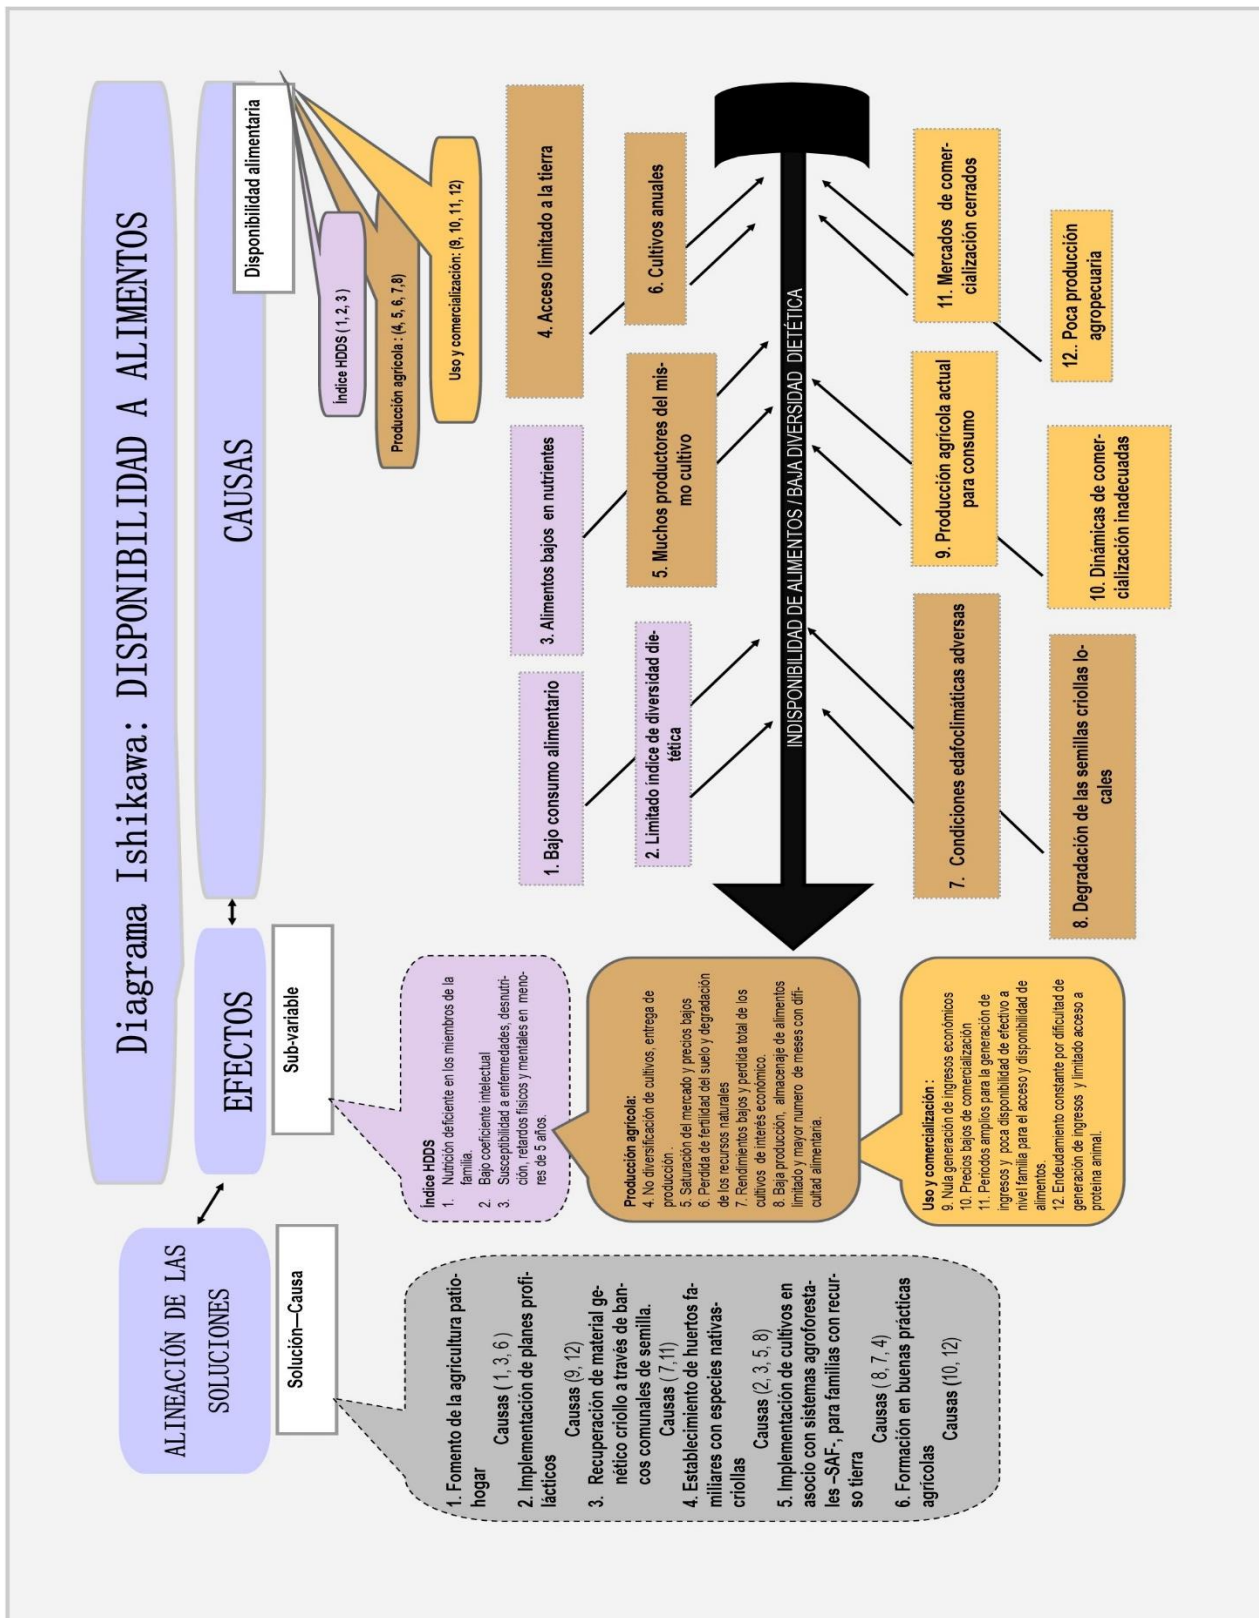 Diagrama Ishikawa: DISPONIBILIDAD A ALIMENTOS
ALINEACIÓN DE LAS
SOLUCIONES
EFECTOS
CAUSAS
Solución—Causa
Sub-variable
Disponibilidad alimentaria
1. Fomento de la agricultura patio-
hogar
Causas ( 1, 3, 6 )
2. Implementación de planes profi-
lácticos
Causas (9, 12)
3. Recuperación de material ge-
nético criollo a través de ban-
cos comunales de semilla.
Causas ( 7,11)
4. Establecimiento de huertos fa-
miliares con especies nativas-
criollas
Causas (2, 3, 5, 8)
5. Implementación de cultivos en
asocio con sistemas agroforesta-
les –SAF-, para familias con recur-
so tierra
Causas ( 8, 7, 4)
6. Formación en buenas prácticas
agrícolas
Causas (10, 12)
Índice HDDS
1. Nutrición deficiente en los miembros de la
familia.
2. Bajo coeficiente intelectual
3. Susceptibilidad a enfermedades, desnutri-
ción, retardos físicos y mentales en meno-
res de 5 años.
Producción agrícola:
4. No diversificación de cultivos, entrega de
producción.
5. Saturación del mercado y precios bajos
6. Perdida de fertilidad del suelo y degradación
de los recursos naturales
7. Rendimientos bajos y perdida total de los
cultivos de interés económico.
8. Baja producción, almacenaje de alimentos
limitado y mayor numero de meses con difi-
cultad alimentaria.
Uso y comercialización :
9. Nula generación de ingresos económicos
10. Precios bajos de comercialización
11. Períodos amplios para la generación de
ingresos y poca disponibilidad de efectivo a
nivel familia para el acceso y disponibilidad de
alimentos.
12. Endeudamiento constante por dificultad de
generación de ingresos y limitado acceso a
proteína animal.
Índice HDDS ( 1, 2, 3 )
Producción agrícola : (4, 5, 6, 7,8)
Uso y comercialización: (9, 10, 11, 12)
1. Bajo consumo alimentario
3. Alimentos bajos en nutrientes
4. Acceso limitado a la tierra
2. Limitado índice de diversidad die-
tética
5. Muchos productores del mis-
mo cultivo
6. Cultivos anuales
INDISPONIBILIDAD DE ALIMENTOS / BAJA DIVERSIDAD DIETÉTICA
7. Condiciones edafoclimáticas adversas
9. Producción agrícola actual
para consumo
11. Mercados de comer-
cialización cerrados
8. Degradación de las semillas criollas lo-
cales
10. Dinámicas de comer-
cialización inadecuadas
12.. Poca producción
agropecuaria